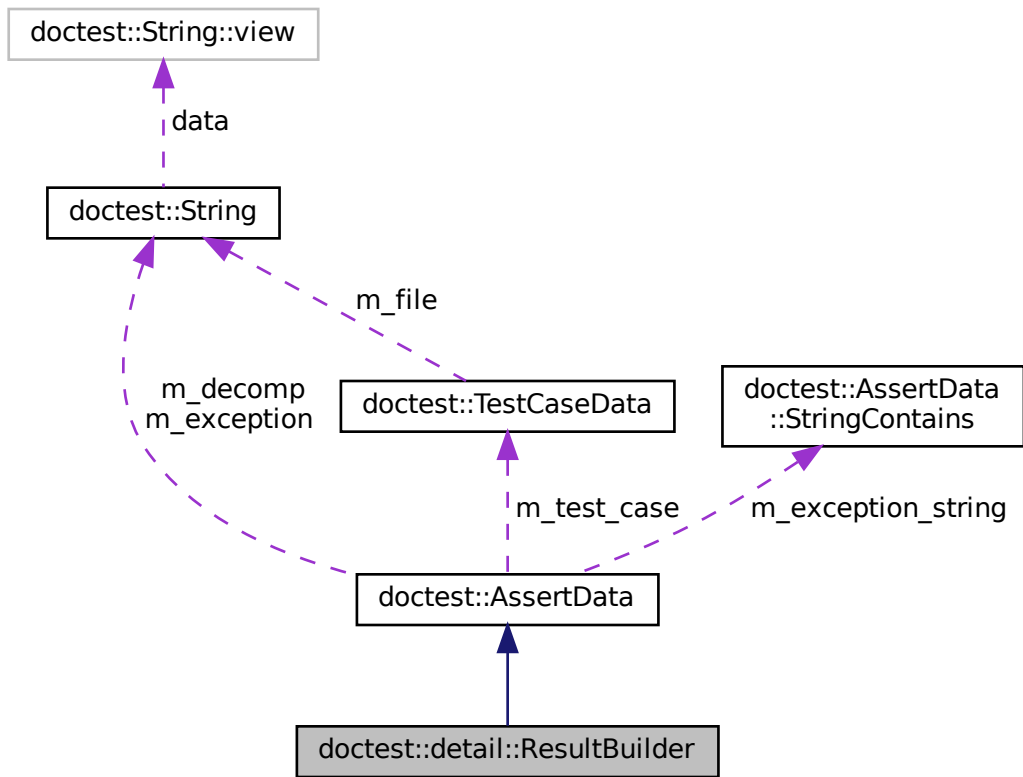 doctest::String::view
data
doctest::String
m_file
m_decomp
m_exception
doctest::TestCaseData
doctest::AssertData
::StringContains
m_test_case
m_exception_string
doctest::AssertData
doctest::detail::ResultBuilder